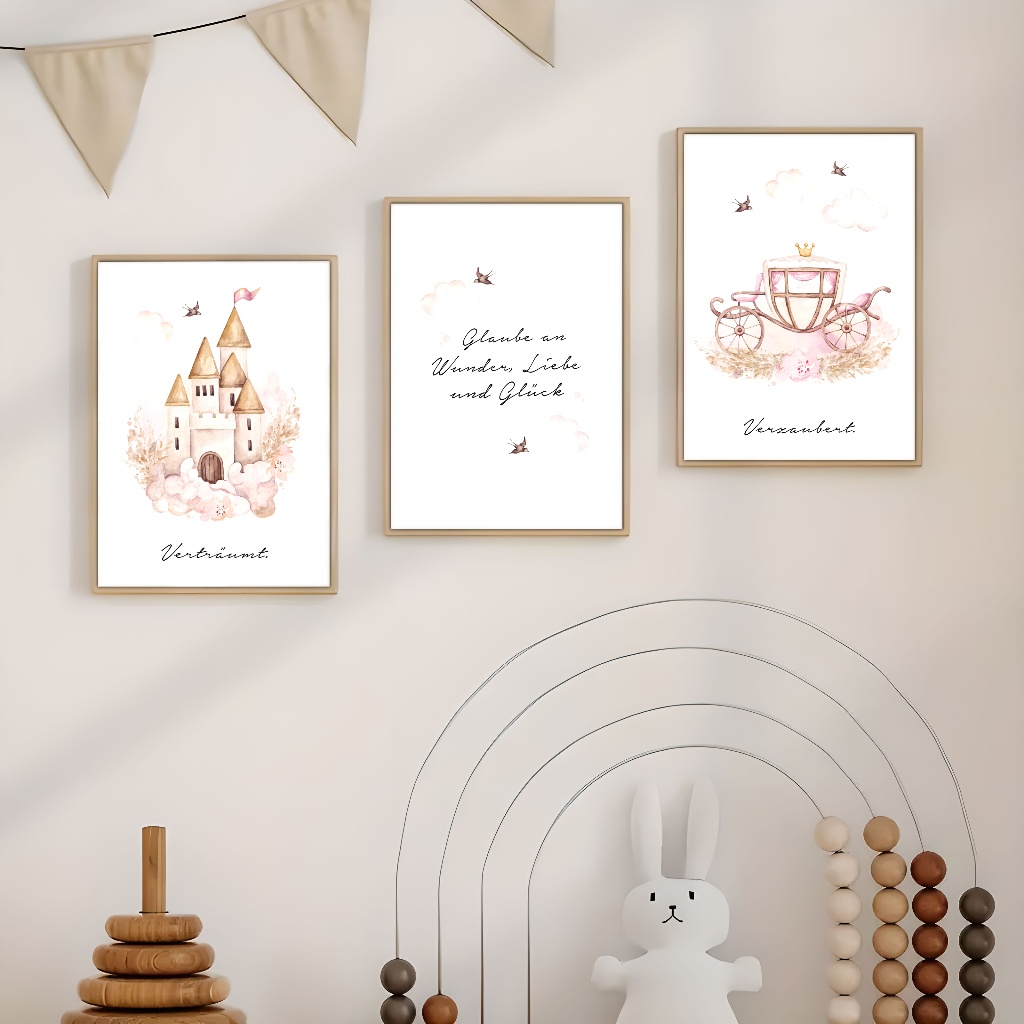 Verträumt.
Glaube an
Wunder, Liebe
und Glück
Verzaubert.